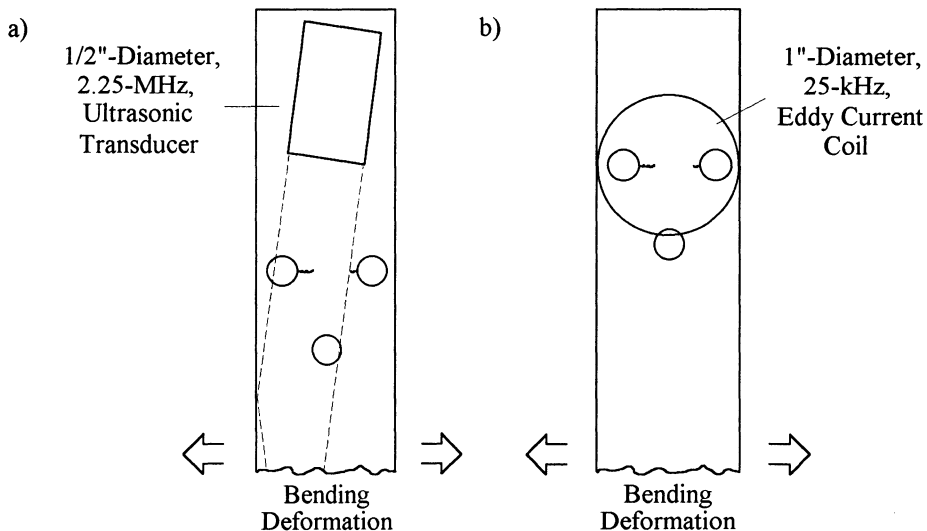 a)
1/2"-Diameter,
2.25-MHz,
Ultrasonic
Transducer
Bending
Deformation
b)
1"-Diameter,
25-kHz,
Eddy Current
Coil
Bending
Deformation